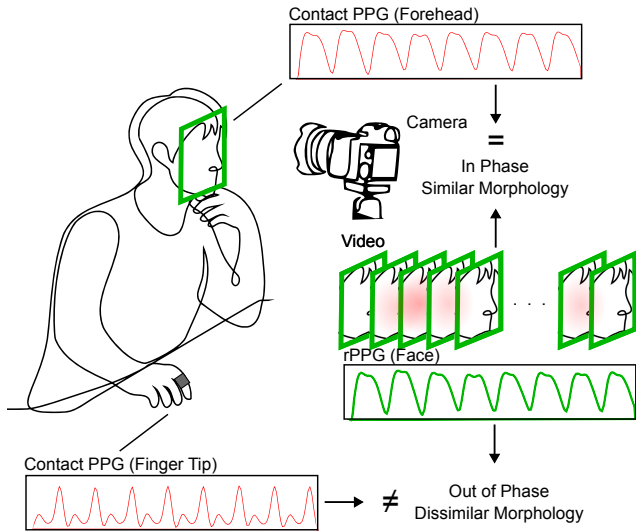 Contact PPG (Forehead)
Camera
=
In Phase
Similar Morphology
Video
. . .
rPPG (Face)
Contact PPG (Finger Tip)
≠
Out of Phase
Dissimilar Morphology